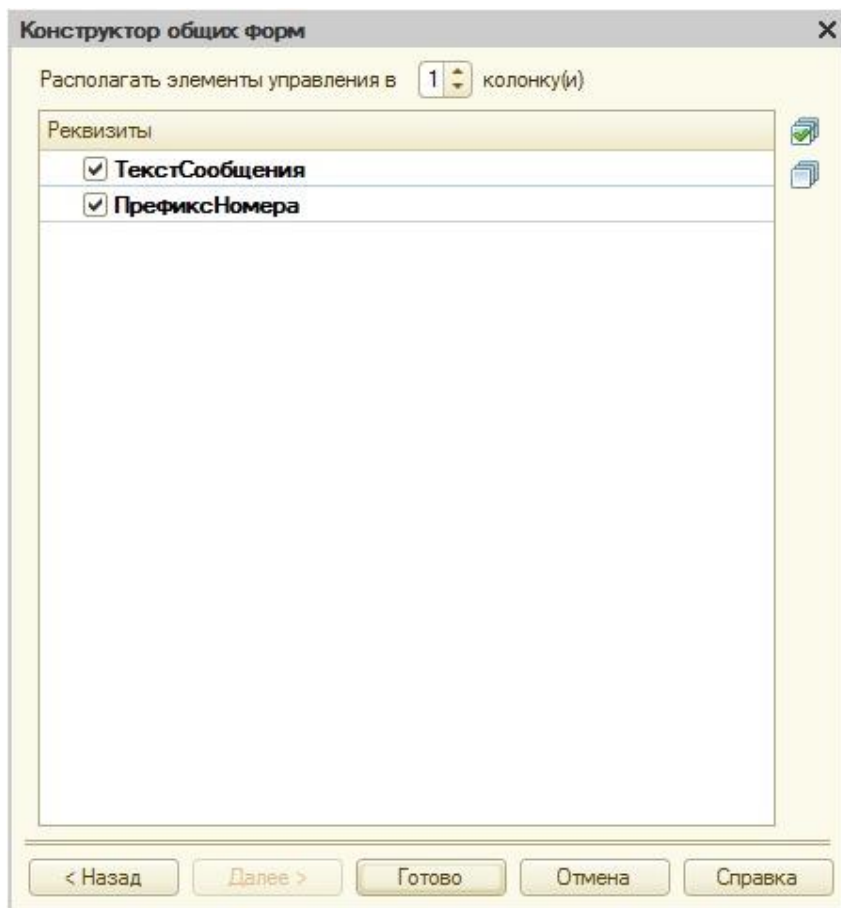 Конструктор общих форм
Располагать элементы управления в 1 колонку(и)
Реквизиты
ТекстСообщения
ПрефиксНомера
< Назад Далее > Готово Отмена Справка